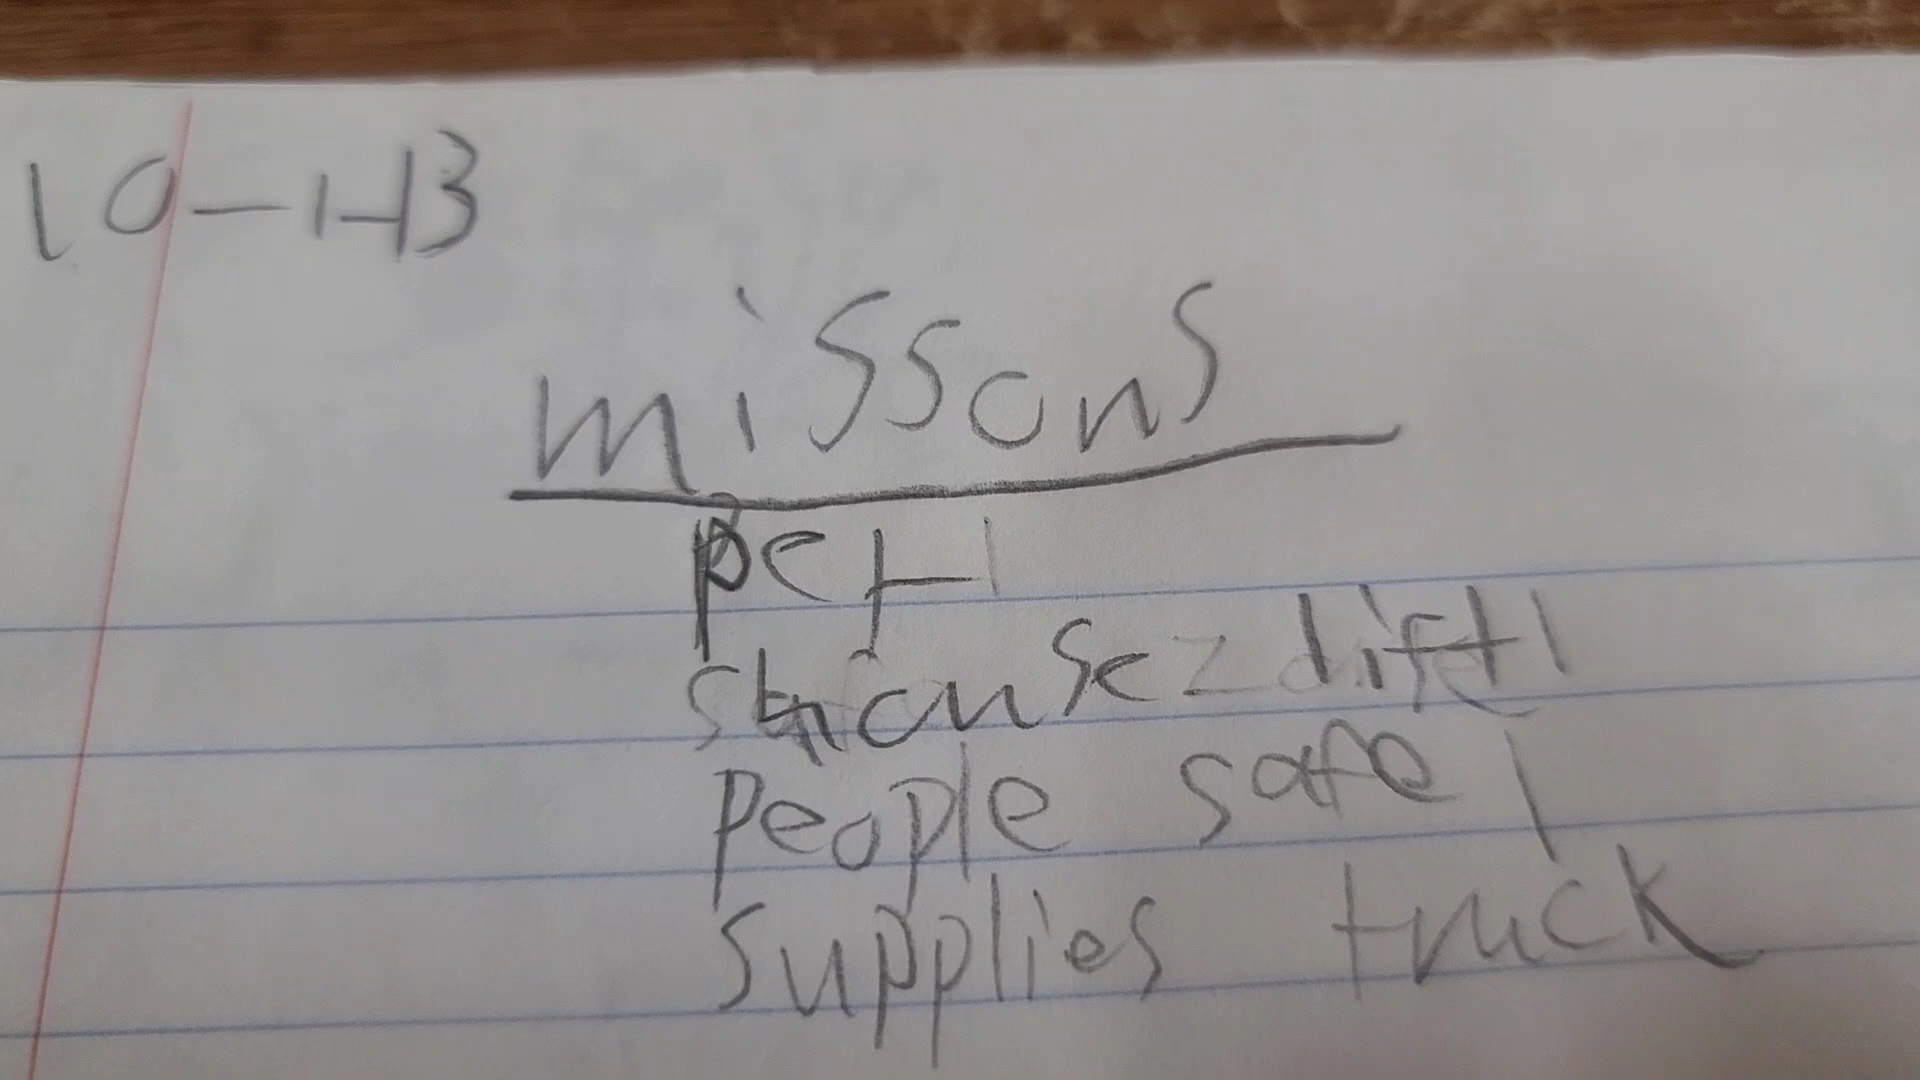 10-1-13
missons
pet
people safe
supplies truck